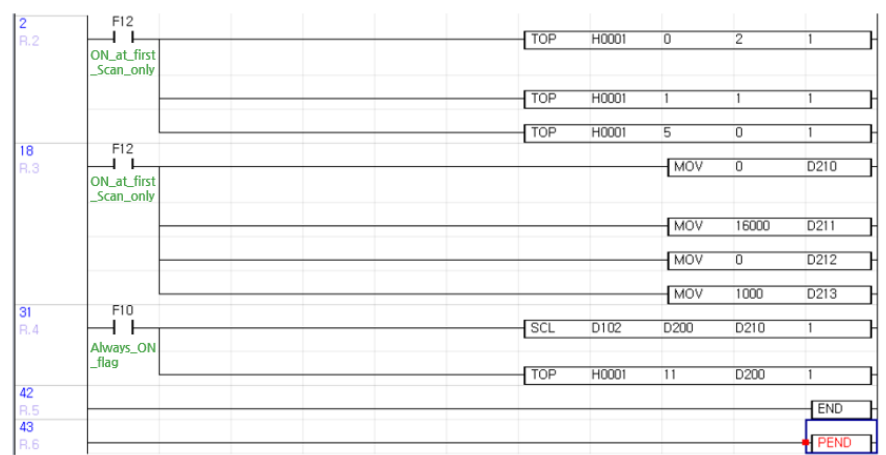 2 F12
R.2 TOP H0001 0 2 1
ON_at_first
_Scan_only
TOP H0001 1 1 1
TOP H0001 5 0 1
18 F12
R.3 MOV 0 D210
ON_at_first
_Scan_only
MOV 16000 D211
MOV 0 D212
MOV 1000 D213
31 F10
R.4 SCL D102 D200 D210 1
Always_ON
_flag
TOP H0001 11 D200 1
42
R.5 END
43
R.6 PEND